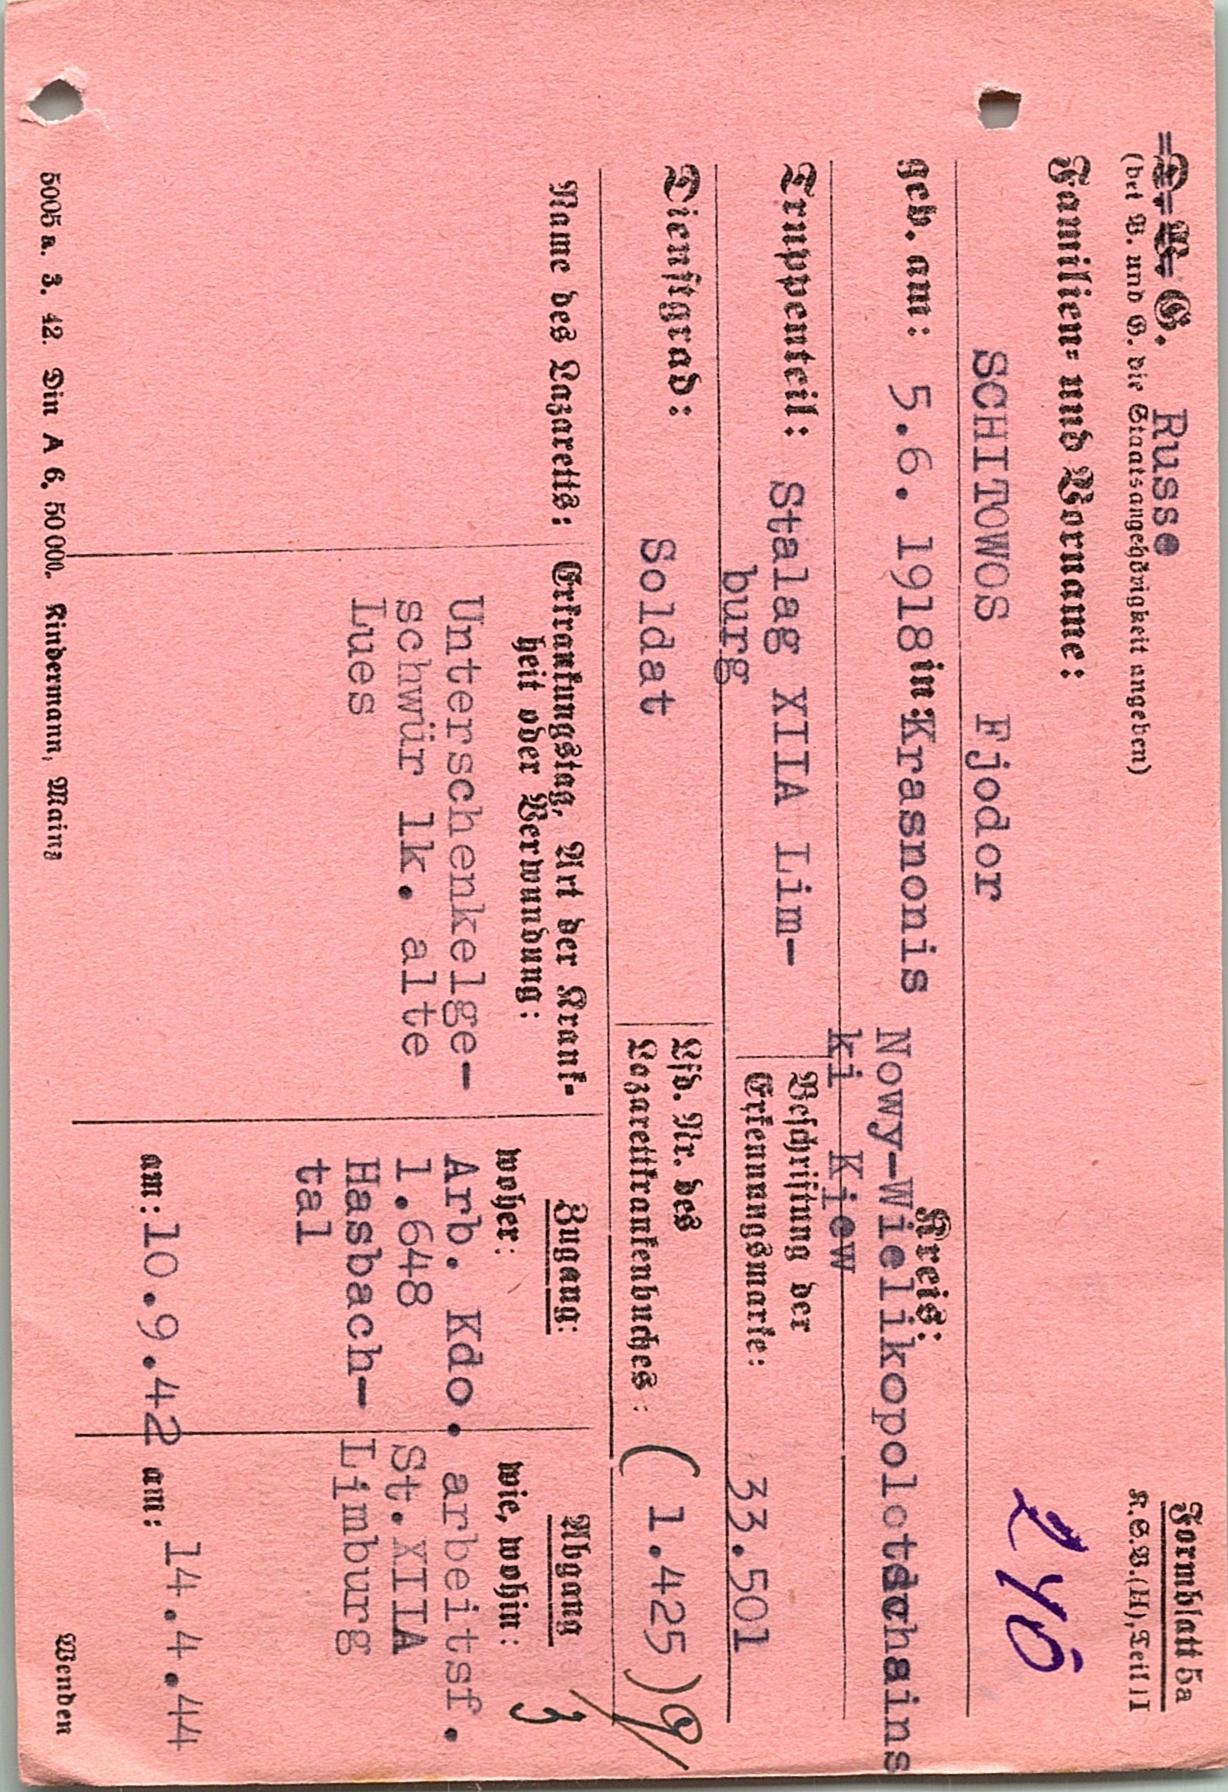 D. V. G. Russe
(bei V. und G. die Staatsangehörigkeit angeben)
Formblatt 5a
K.S.V.(H), Teil II
Familien- und Vorname:
SCHITOWOS Fjodor
geb. am: 5.6. 1918 in: Krasnonis Kreis:
Nowy-Wielikopolotschains
ki Kiew
Truppenteil: Stalag XIIA Lim-
burg
Beschriftung der
Erkennungsmarke: 33.501
Dienstgrad: Soldat
Lfd. Nr. des
Lazarettkrankenbuches: (1.425)
Name des Lazaretts:
Erkrankungstag, Art der Krank-
heit oder Verwundung:
Unterschenkelge-
schwür lk. alte
Lues
Zugang:
woher:
Arb. Kdo.
1.648
Hasbach-
tal
am: 10.9.42
Abgang
wie, wohin: 3
arbeitsf.
St.XIIA
Limburg
am: 14.4.44
5005 a. 3. 42. Din A 6. 50000. Kindermann, Mainz
Wenden